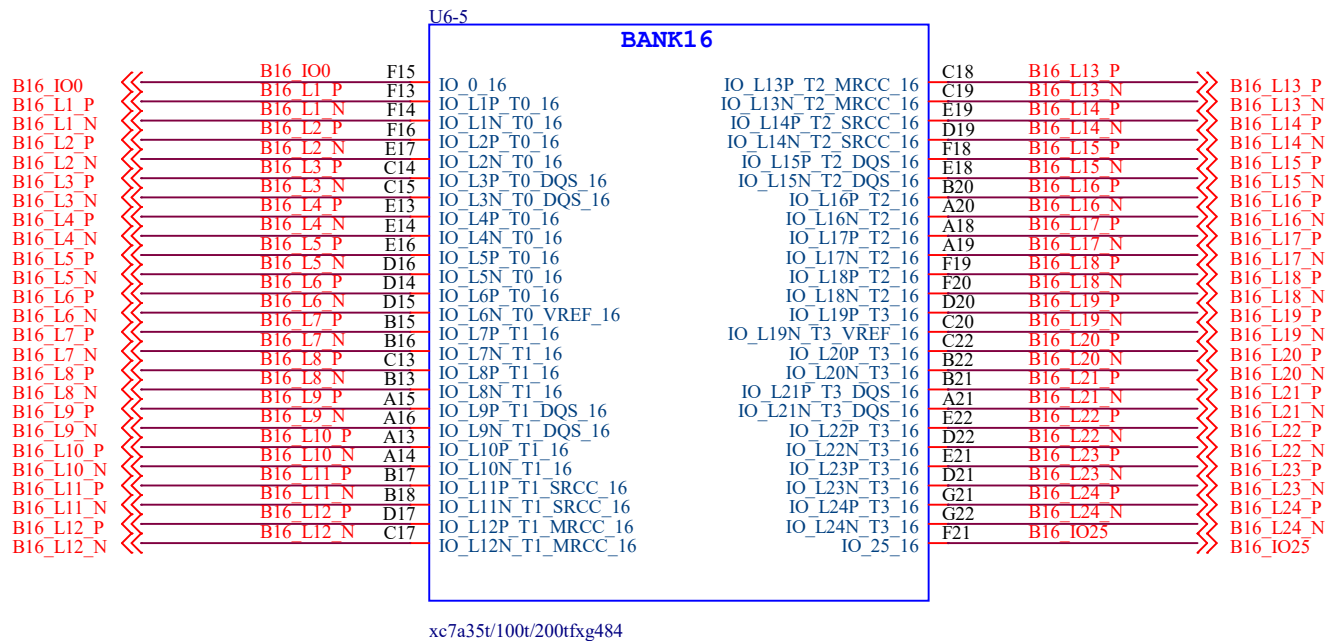 U6-5
BANK16
B16_IO0 B16_IO0 F15 IO_0_16 IO_L13P_T2_MRCC_16 C18 B16_L13_P B16_L13_P
B16_L1_P B16_L1_P F13 IO_L1P_T0_16 IO_L13N_T2_MRCC_16 C19 B16_L13_N B16_L13_N
B16_L1_N B16_L1_N F14 IO_L1N_T0_16 IO_L14P_T2_SRCC_16 E19 B16_L14_P B16_L14_P
B16_L2_P B16_L2_P F16 IO_L2P_T0_16 IO_L14N_T2_SRCC_16 D19 B16_L14_N B16_L14_N
B16_L2_N B16_L2_N E17 IO_L2N_T0_16 IO_L15P_T2_DQS_16 F18 B16_L15_P B16_L15_P
B16_L3_P B16_L3_P C14 IO_L3P_T0_DQS_16 IO_L15N_T2_DQS_16 E18 B16_L15_N B16_L15_N
B16_L3_N B16_L3_N C15 IO_L3N_T0_DQS_16 IO_L16P_T2_16 B20 B16_L16_P B16_L16_P
B16_L4_P B16_L4_P E13 IO_L4P_T0_16 IO_L16N_T2_16 A20 B16_L16_N B16_L16_N
B16_L4_N B16_L4_N E14 IO_L4N_T0_16 IO_L17P_T2_16 A18 B16_L17_P B16_L17_P
B16_L5_P B16_L5_P E16 IO_L5P_T0_16 IO_L17N_T2_16 A19 B16_L17_N B16_L17_N
B16_L5_N B16_L5_N D16 IO_L5N_T0_16 IO_L18P_T2_16 F19 B16_L18_P B16_L18_P
B16_L6_P B16_L6_P D14 IO_L6P_T0_16 IO_L18N_T2_16 F20 B16_L18_N B16_L18_N
B16_L6_N B16_L6_N D15 IO_L6N_T0_VREF_16 IO_L19P_T3_16 D20 B16_L19_P B16_L19_P
B16_L7_P B16_L7_P B15 IO_L7P_T1_16 IO_L19N_T3_VREF_16 C20 B16_L19_N B16_L19_N
B16_L7_N B16_L7_N B16 IO_L7N_T1_16 IO_L20P_T3_16 C22 B16_L20_P B16_L20_P
B16_L8_P B16_L8_P C13 IO_L8P_T1_16 IO_L20N_T3_16 B22 B16_L20_N B16_L20_N
B16_L8_N B16_L8_N B13 IO_L8N_T1_16 IO_L21P_T3_DQS_16 B21 B16_L21_P B16_L21_P
B16_L9_P B16_L9_P A15 IO_L9P_T1_DQS_16 IO_L21N_T3_DQS_16 A21 B16_L21_N B16_L21_N
B16_L9_N B16_L9_N A16 IO_L9N_T1_DQS_16 IO_L22P_T3_16 E22 B16_L22_P B16_L22_P
B16_L10_P B16_L10_P A13 IO_L10P_T1_16 IO_L22N_T3_16 D22 B16_L22_N B16_L22_N
B16_L10_N B16_L10_N A14 IO_L10N_T1_16 IO_L23P_T3_16 E21 B16_L23_P B16_L23_P
B16_L11_P B16_L11_P B17 IO_L11P_T1_SRCC_16 IO_L23N_T3_16 D21 B16_L23_N B16_L23_N
B16_L11_N B16_L11_N B18 IO_L11N_T1_SRCC_16 IO_L24P_T3_16 G21 B16_L24_P B16_L24_P
B16_L12_P B16_L12_P D17 IO_L12P_T1_MRCC_16 IO_L24N_T3_16 G22 B16_L24_N B16_L24_N
B16_L12_N B16_L12_N C17 IO_L12N_T1_MRCC_16 IO_25_16 F21 B16_IO25 B16_IO25
xc7a35t/100t/200tfxg484